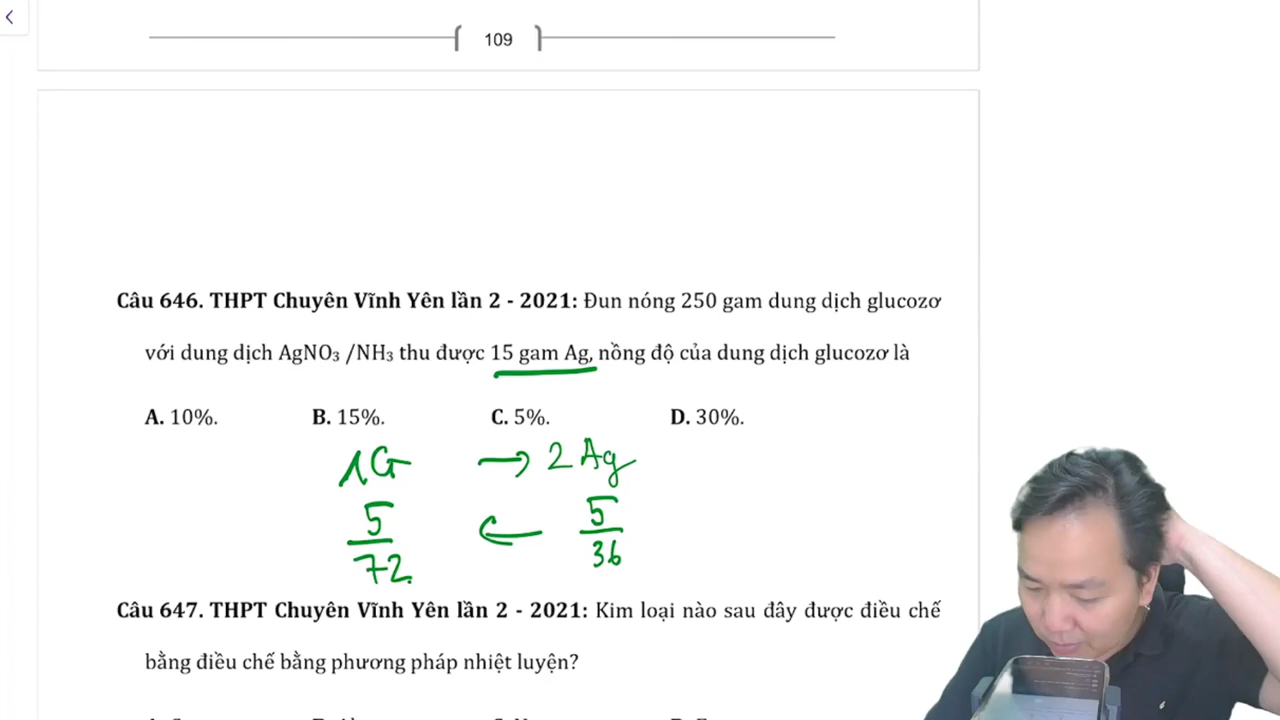 109
Câu 646. THPT Chuyên Vĩnh Yên lần 2 - 2021: Đun nóng 250 gam dung dịch glucozơ
với dung dịch AgNO₃ /NH₃ thu được 15 gam Ag, nồng độ của dung dịch glucozơ là
A. 10%. B. 15%. C. 5%. D. 30%.
1G → 2Ag
5/72 ← 5/36
Câu 647. THPT Chuyên Vĩnh Yên lần 2 - 2021: Kim loại nào sau đây được điều chế
bằng điều chế bằng phương pháp nhiệt luyện?